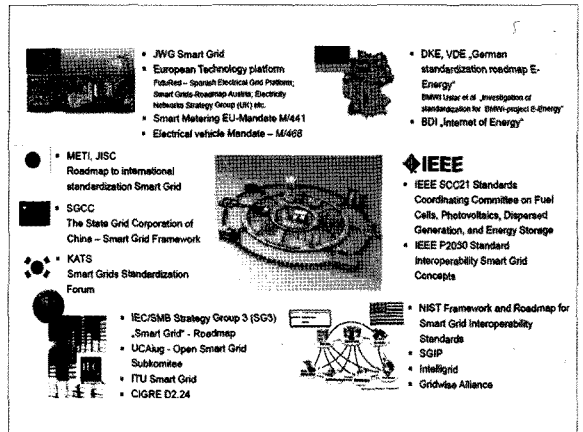 • JWG Smart Grid
• European Technology platform
FutuRed – Spanish Electrical Grid Platform;
Smart Grids-Roadmap Austria; Electricity
Networks Strategy Group (UK) etc.
• Smart Metering EU-Mandate M/441
• Electrical vehicle Mandate – M/468
• DKE, VDE „German
standardization roadmap E-
Energy“
BMWi Uslar et al „Investigation of
standardization for BMWi-project E-Energy“
• BDI „Internet of Energy“
• METI, JISC
Roadmap to international
standardization Smart Grid
• SGCC
The State Grid Corporation of
China – Smart Grid Framework
• KATS
Smart Grids Standardization
Forum
IEEE
• IEEE SCC21 Standards
Coordinating Committee on Fuel
Cells, Photovoltaics, Dispersed
Generation, and Energy Storage
• IEEE P2030 Standard
Interoperability Smart Grid
Concepts
IEC
• IEC/SMB Strategy Group 3 (SG3)
„Smart Grid“ - Roadmap
• UCAiug - Open Smart Grid
Subkomitee
• ITU Smart Grid
• CIGRE D2.24
• NIST Framework and Roadmap for
Smart Grid Interoperability
Standards
• SGIP
• Intelligrid
• Gridwise Alliance